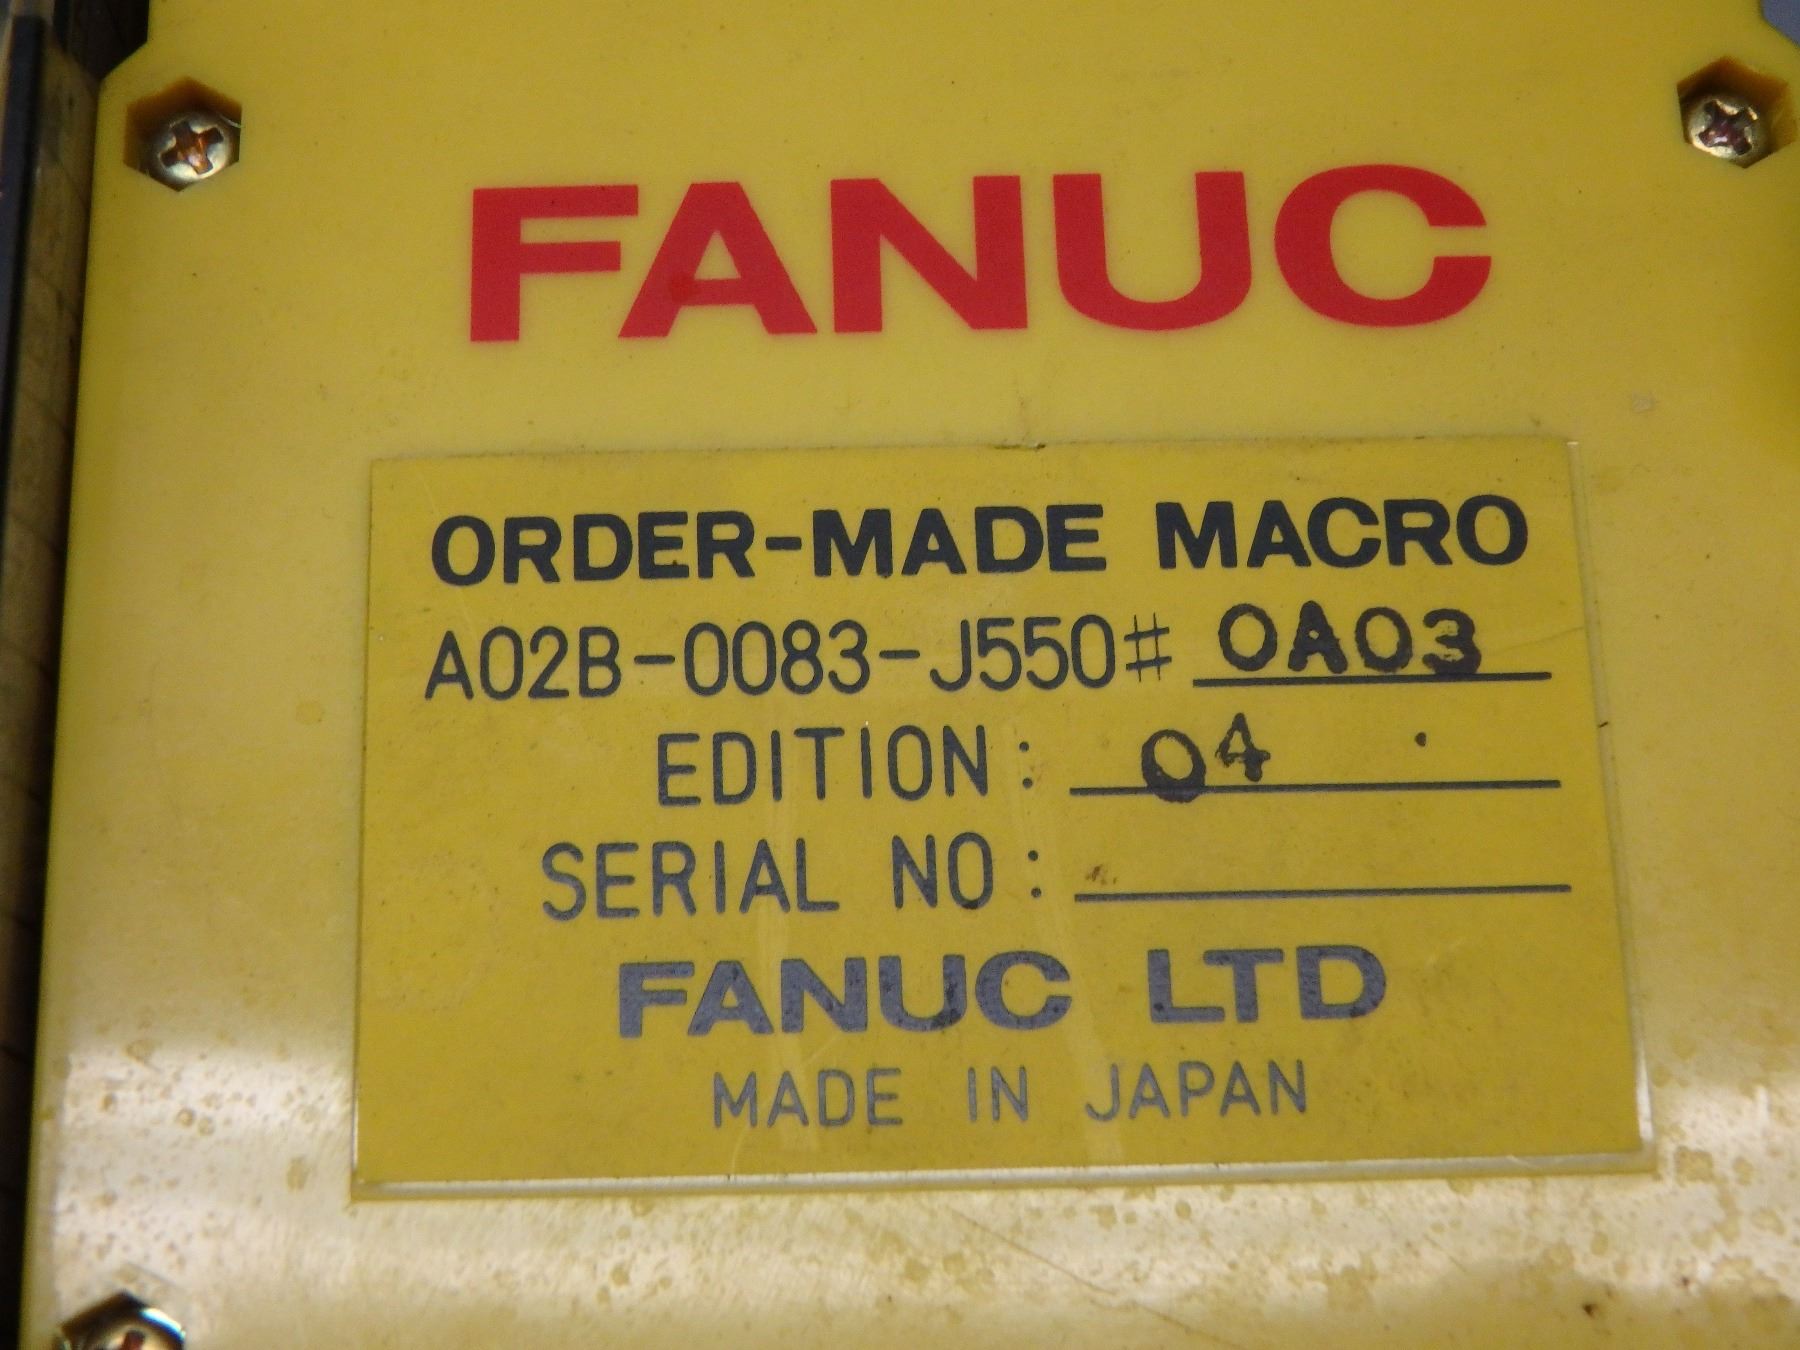 FANUC
ORDER-MADE MACRO
A02B-0083-J550# 0A03
EDITION: 04
SERIAL NO:
FANUC LTD
MADE IN JAPAN